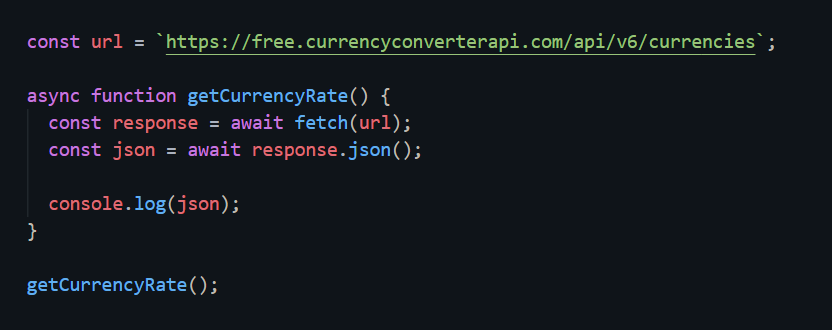 const url = `https://free.currencyconverterapi.com/api/v6/currencies`;
async function getCurrencyRate() {
  const response = await fetch(url);
  const json = await response.json();
  console.log(json);
}
getCurrencyRate();